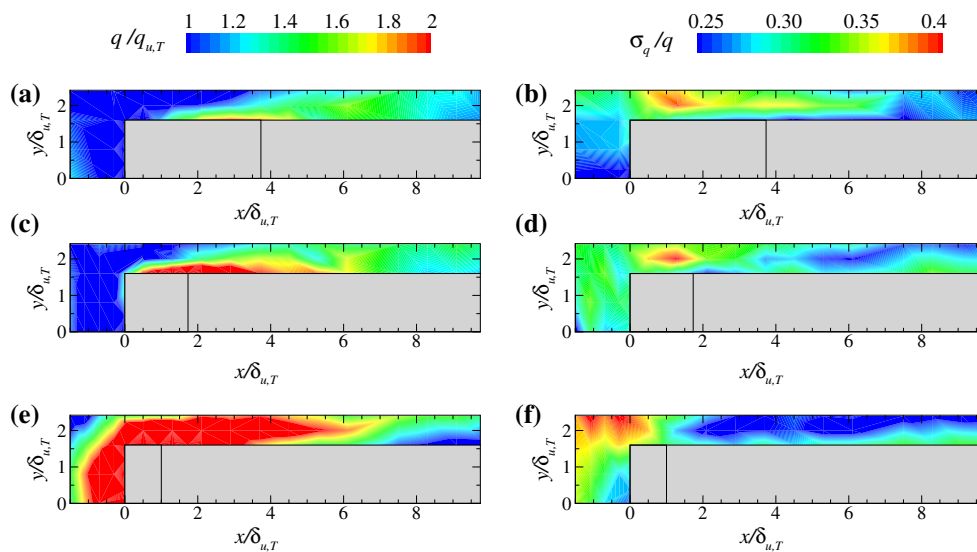 q/q_{u,T} 1 1.2 1.4 1.6 1.8 2
σ_q/q 0.25 0.30 0.35 0.4
(a) y/δ_{u,T} 2 1 0
0 2 4 6 8
x/δ_{u,T}
(b) y/δ_{u,T} 2 1 0
0 2 4 6 8
x/δ_{u,T}
(c) y/δ_{u,T} 2 1 0
0 2 4 6 8
x/δ_{u,T}
(d) y/δ_{u,T} 2 1 0
0 2 4 6 8
x/δ_{u,T}
(e) y/δ_{u,T} 2 1 0
0 2 4 6 8
x/δ_{u,T}
(f) y/δ_{u,T} 2 1 0
0 2 4 6 8
x/δ_{u,T}